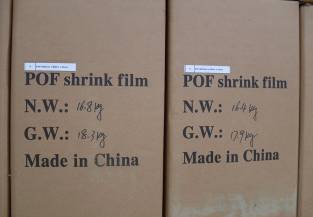 POF shrink film
N.W.: 16.8kg
G.W.: 18.3kg
Made in China
POF shrink film
N.W.: 16.4kg
G.W.: 17.9kg
Made in China